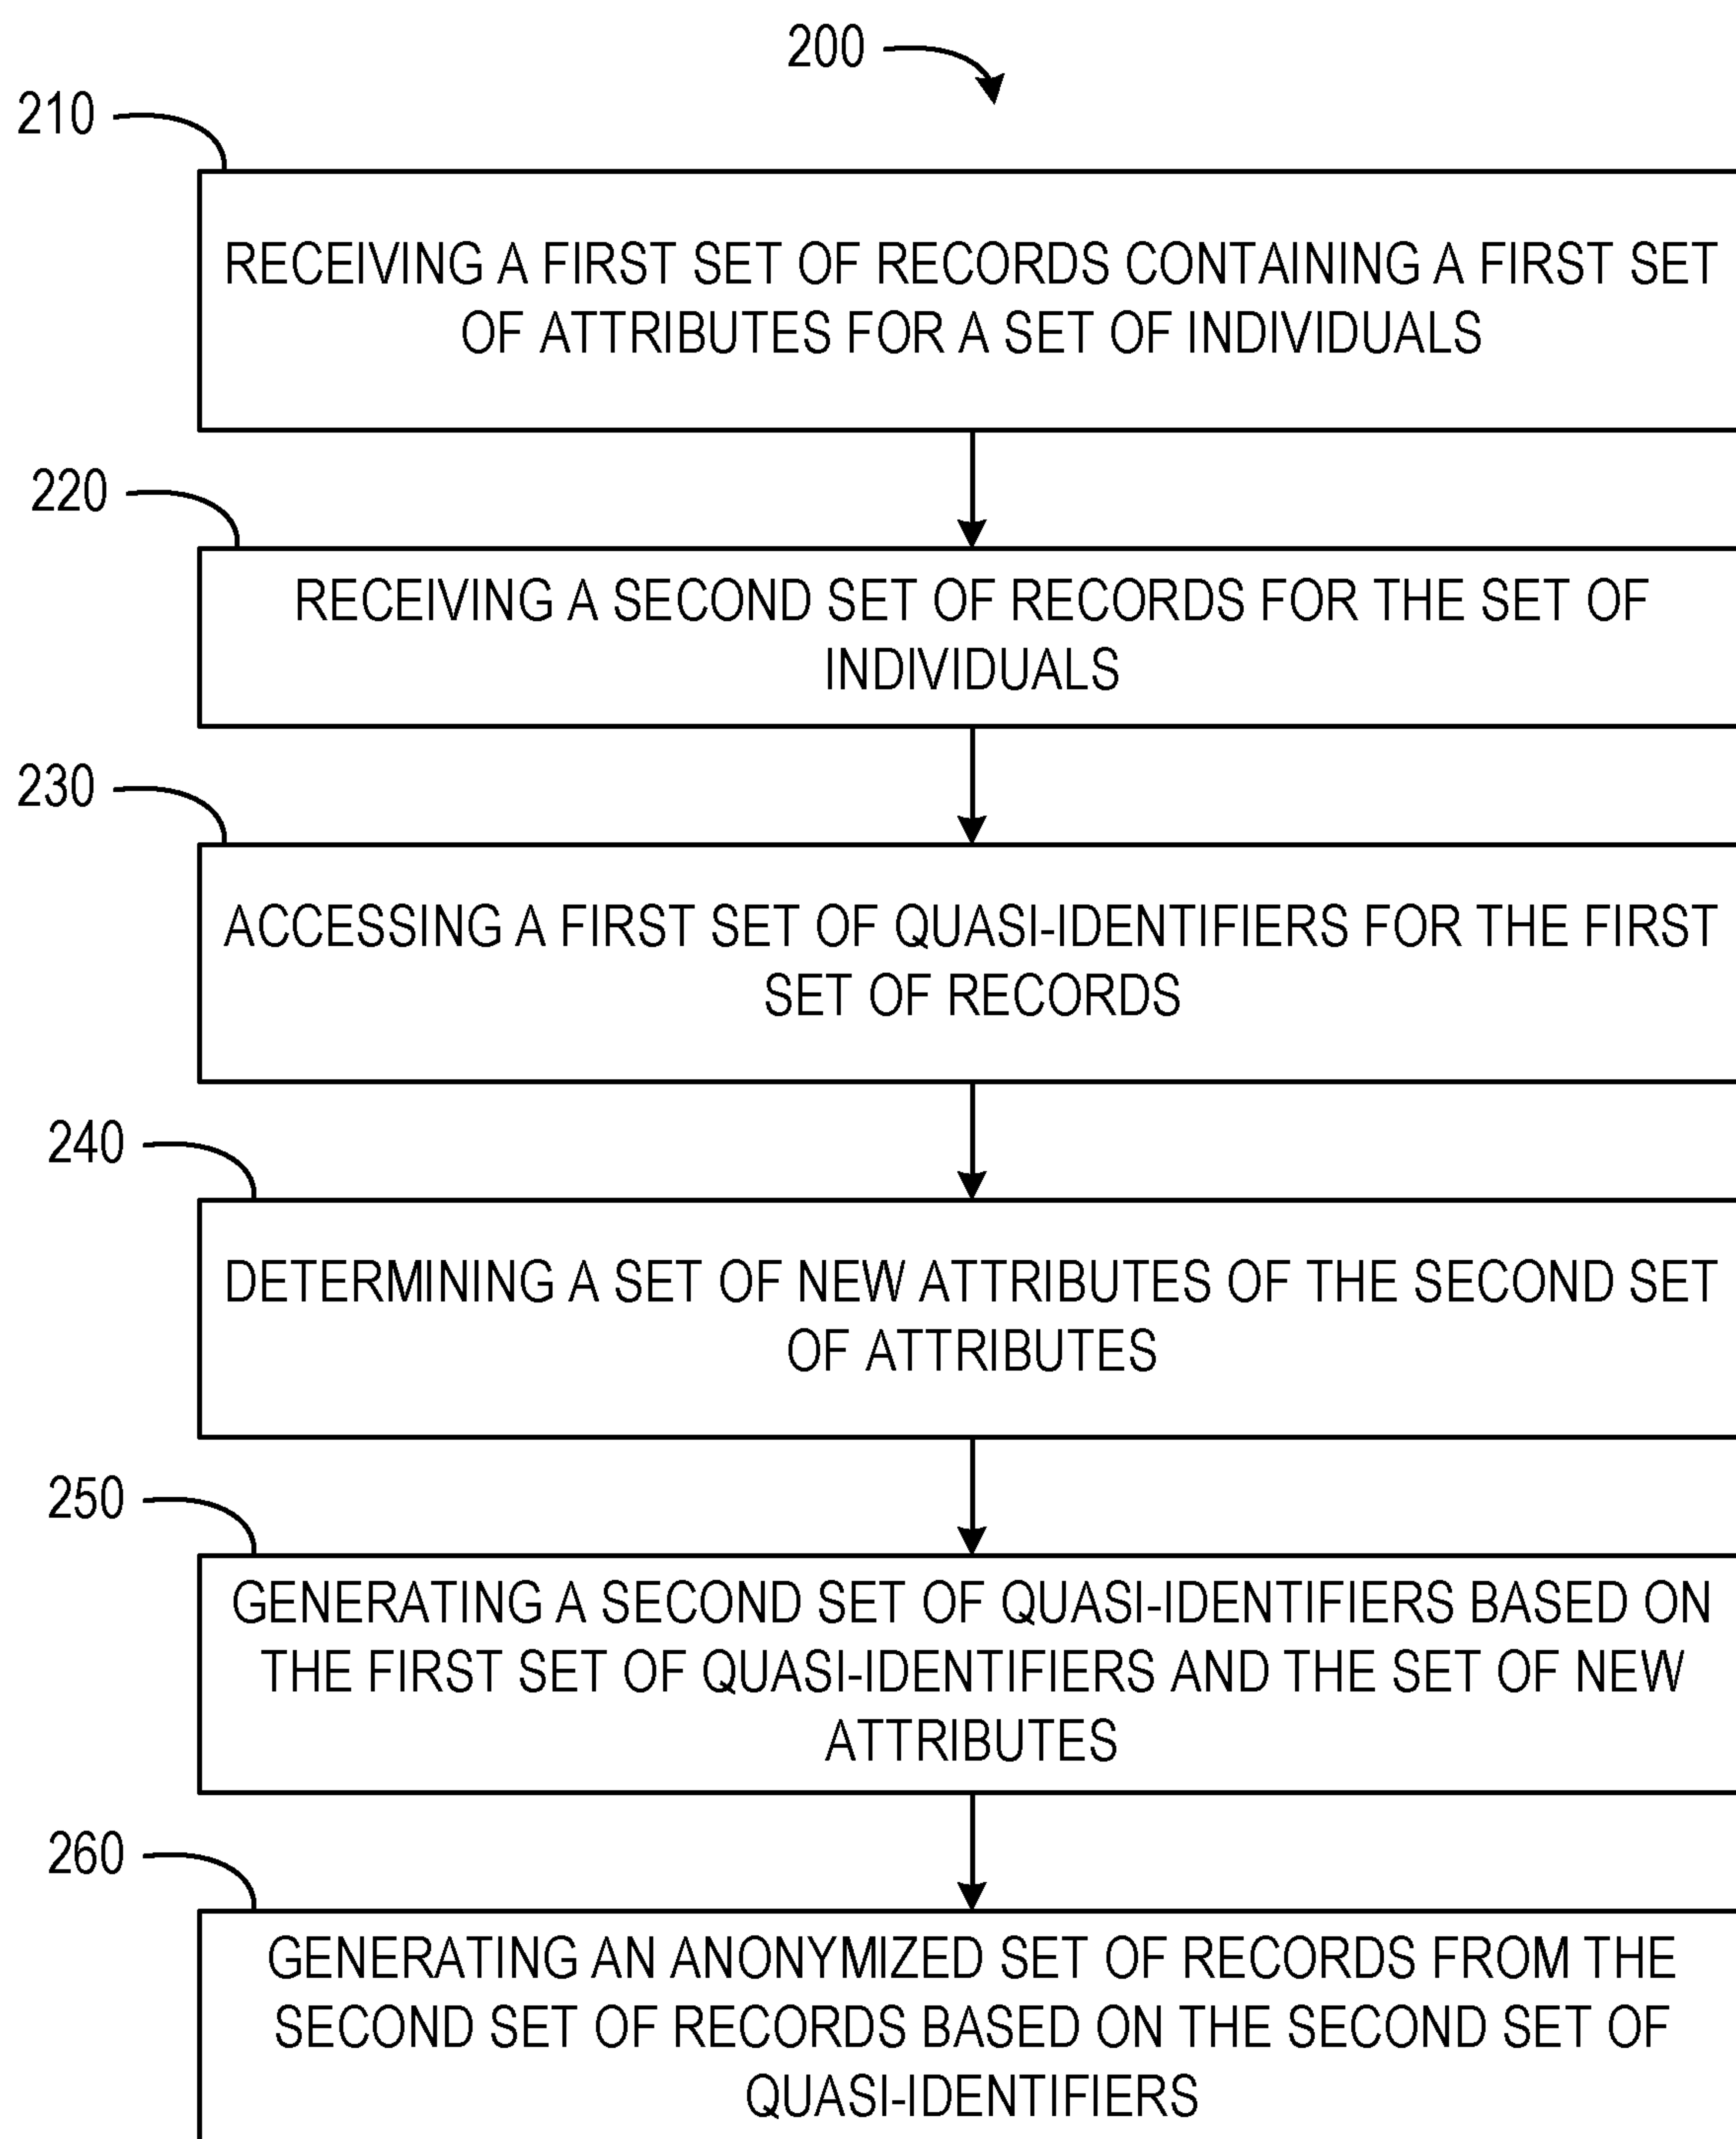 200
210
RECEIVING A FIRST SET OF RECORDS CONTAINING A FIRST SET
OF ATTRIBUTES FOR A SET OF INDIVIDUALS
220
RECEIVING A SECOND SET OF RECORDS FOR THE SET OF
INDIVIDUALS
230
ACCESSING A FIRST SET OF QUASI-IDENTIFIERS FOR THE FIRST
SET OF RECORDS
240
DETERMINING A SET OF NEW ATTRIBUTES OF THE SECOND SET
OF ATTRIBUTES
250
GENERATING A SECOND SET OF QUASI-IDENTIFIERS BASED ON
THE FIRST SET OF QUASI-IDENTIFIERS AND THE SET OF NEW
ATTRIBUTES
260
GENERATING AN ANONYMIZED SET OF RECORDS FROM THE
SECOND SET OF RECORDS BASED ON THE SECOND SET OF
QUASI-IDENTIFIERS